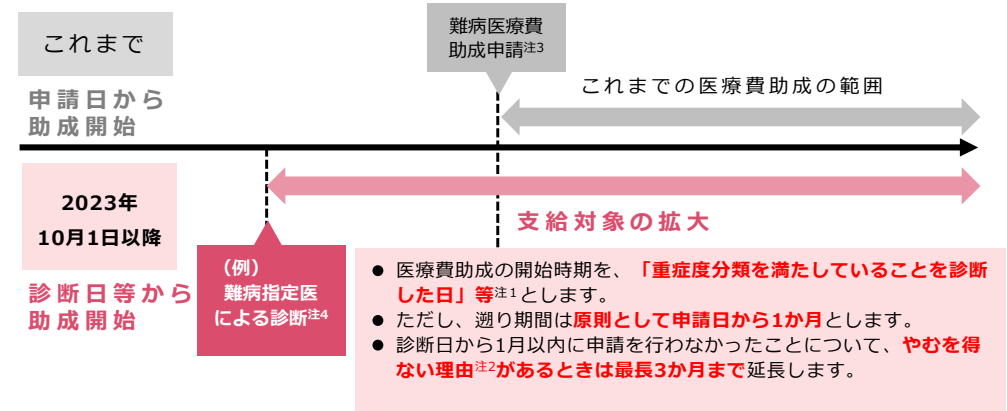 これまで
申請日から
助成開始
難病医療費
助成申請注3
これまでの医療費助成の範囲
2023年
10月1日以降
診断日等から
助成開始
（例）
難病指定医
による診断注4
支給対象の拡大
● 医療費助成の開始時期を、「重症度分類を満たしていることを診断
した日」等注1とします。
● ただし、遡り期間は原則として申請日から1か月とします。
● 診断日から1月以内に申請を行わなかったことについて、やむを得
ない理由注2があるときは最長3か月まで延長します。